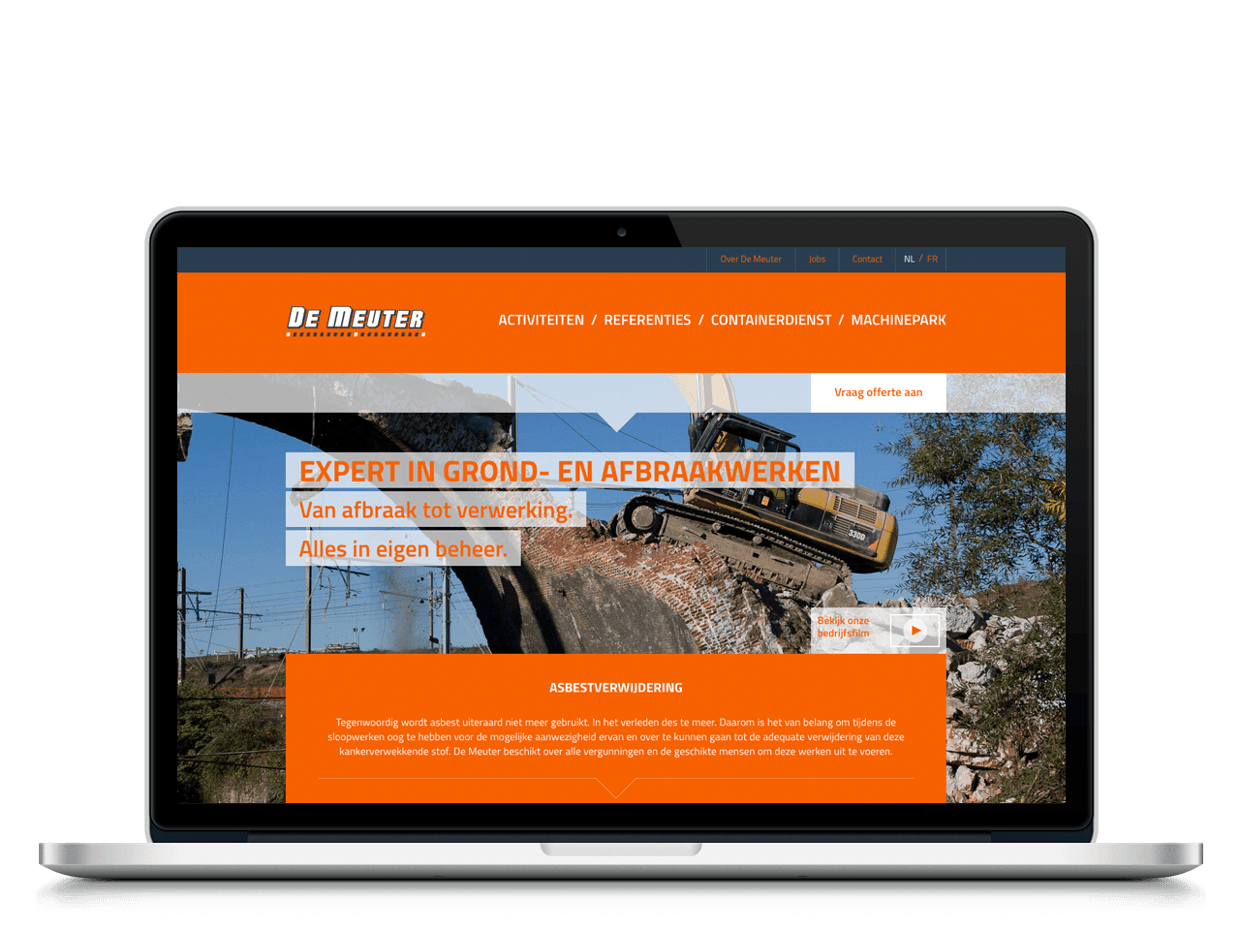 Over De Meuter Jobs Contact NL / FR
DE MEUTER
ACTIVITEITEN / REFERENTIES / CONTAINERDIENST / MACHINEPARK
Vraag offerte aan
EXPERT IN GROND- EN AFBRAAKWERKEN
Van afbraak tot verwerking.
Alles in eigen beheer.
330D
Bekijk onze
bedrijfsfilm
ASBESTVERWIJDERING
Tegenwoordig wordt asbest uiteraard niet meer gebruikt. In het verleden des te meer. Daarom is het van belang om tijdens de
sloopwerken oog te hebben voor de mogelijke aanwezigheid ervan en over te kunnen gaan tot de adequate verwijdering van deze
kankerverwekkende stof. De Meuter beschikt over alle vergunningen en de geschikte mensen om deze werken uit te voeren.